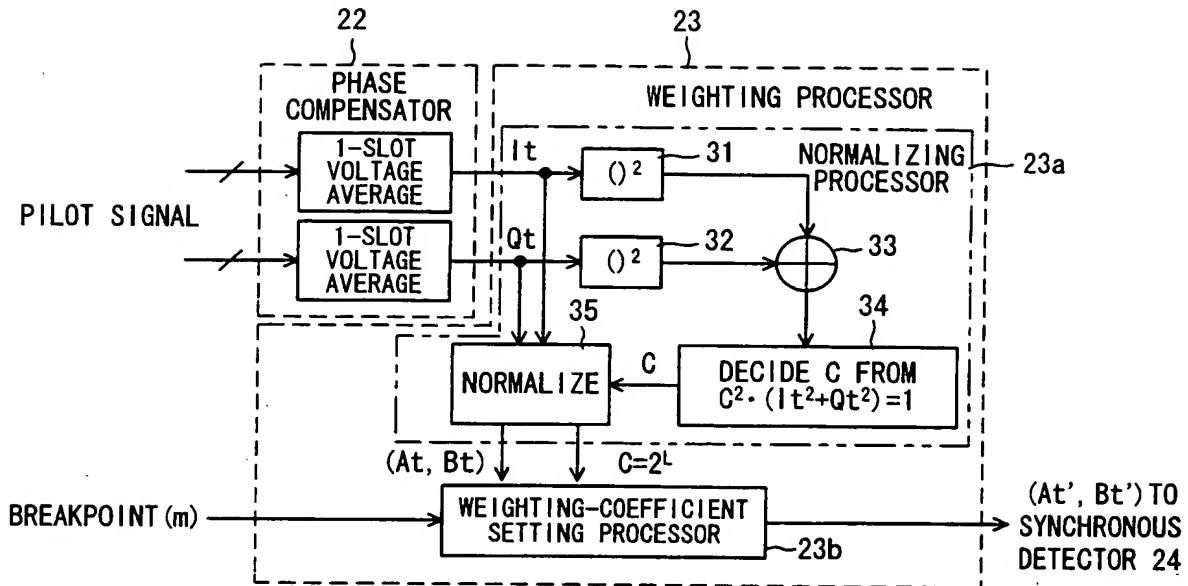 22
23
PHASE
COMPENSATOR
WEIGHTING PROCESSOR
1-SLOT
VOLTAGE
AVERAGE
It
()²
31
NORMALIZING
PROCESSOR
23a
PILOT SIGNAL
1-SLOT
VOLTAGE
AVERAGE
Qt
()²
32
33
35
34
NORMALIZE
C
DECIDE C FROM
C²·(It²+Qt²)=1
(At, Bt)
C=2ᴸ
BREAKPOINT(m)
WEIGHTING-COEFFICIENT
SETTING PROCESSOR
23b
(At', Bt') TO
SYNCHRONOUS
DETECTOR 24